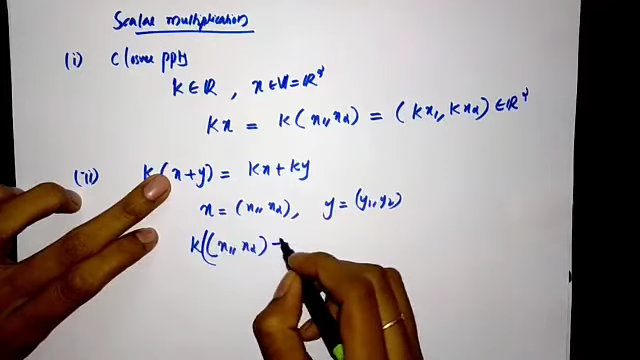 Scalar multiplication
(i) Closure ppty
k ∈ ℝ , x ∈ V = ℝ²
kx = k(x₁, x₂) = (kx₁, kx₂) ∈ ℝ²
(ii) k(x+y) = kx + ky
x = (x₁, x₂), y = (y₁, y₂)
k((x₁, x₂) +